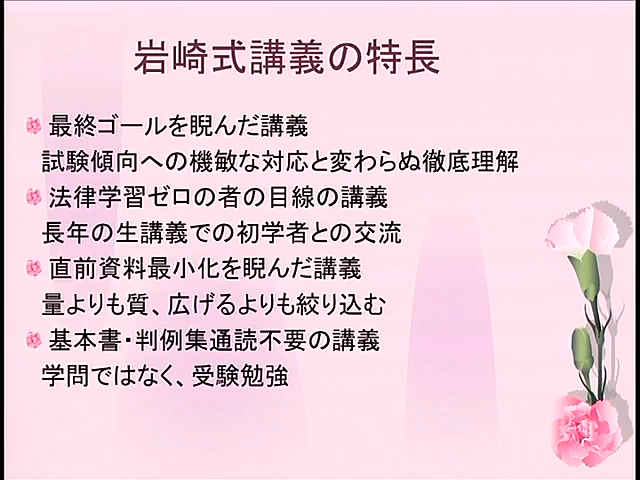 岩崎式講義の特長
最終ゴールを睨んだ講義
試験傾向への機敏な対応と変わらぬ徹底理解
法律学習ゼロの者の目線の講義
長年の生講義での初学者との交流
直前資料最小化を睨んだ講義
量よりも質、広げるよりも絞り込む
基本書・判例集通読不要の講義
学問ではなく、受験勉強